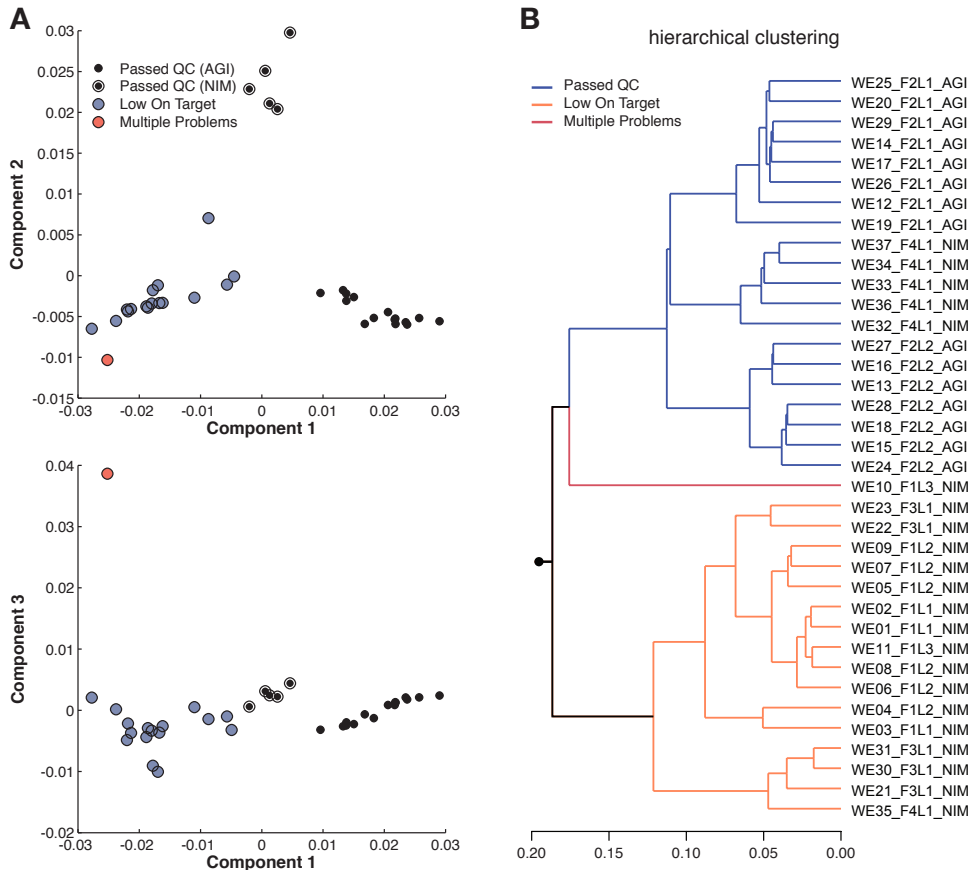 A
0.03
0.025
0.02
0.015
0.01
0.005
0
-0.005
-0.01
-0.015
Component 2
Passed QC (AGI)
Passed QC (NIM)
Low On Target
Multiple Problems
-0.03
-0.02
-0.01
0
0.01
0.02
0.03
Component 1
0.04
0.03
0.02
0.01
0
-0.01
-0.02
Component 3
-0.03
-0.02
-0.01
0
0.01
0.02
0.03
Component 1
B
hierarchical clustering
Passed QC
Low On Target
Multiple Problems
WE25_F2L1_AGI
WE20_F2L1_AGI
WE29_F2L1_AGI
WE14_F2L1_AGI
WE17_F2L1_AGI
WE26_F2L1_AGI
WE12_F2L1_AGI
WE19_F2L1_AGI
WE37_F4L1_NIM
WE34_F4L1_NIM
WE33_F4L1_NIM
WE36_F4L1_NIM
WE32_F4L1_NIM
WE27_F2L2_AGI
WE16_F2L2_AGI
WE13_F2L2_AGI
WE28_F2L2_AGI
WE18_F2L2_AGI
WE15_F2L2_AGI
WE24_F2L2_AGI
WE10_F1L3_NIM
WE23_F3L1_NIM
WE22_F3L1_NIM
WE09_F1L2_NIM
WE07_F1L2_NIM
WE05_F1L2_NIM
WE02_F1L1_NIM
WE01_F1L1_NIM
WE11_F1L3_NIM
WE08_F1L2_NIM
WE06_F1L2_NIM
WE04_F1L2_NIM
WE03_F1L1_NIM
WE31_F3L1_NIM
WE30_F3L1_NIM
WE21_F3L1_NIM
WE35_F4L1_NIM
0.20
0.15
0.10
0.05
0.00